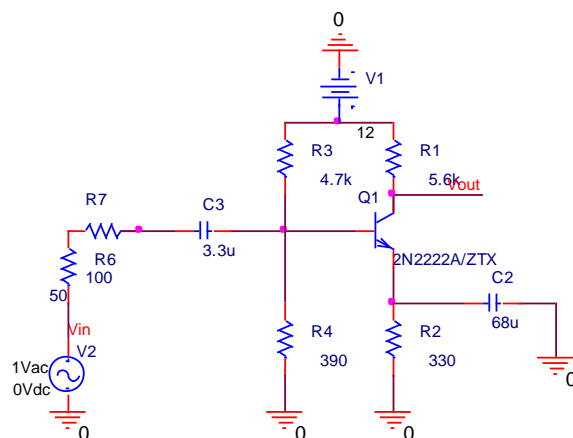 0
V1
12
R3
4.7k
R1
5.6k
Vout
Q1
2N2222A/ZTX
R7
C3
3.3u
R6
100
50
Vin
V2
1Vac
0Vdc
C2
68u
R4
390
R2
330
0
0
0
0